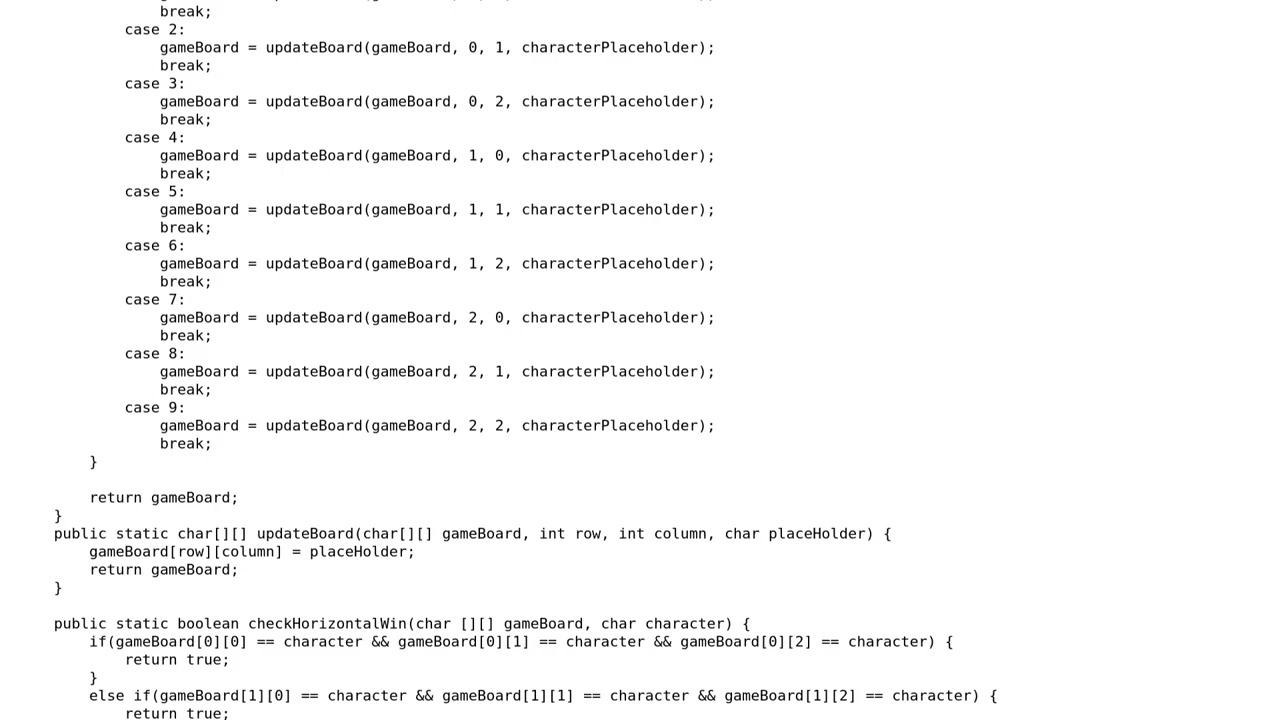 break;
case 2:
gameBoard = updateBoard(gameBoard, 0, 1, characterPlaceholder);
break;
case 3:
gameBoard = updateBoard(gameBoard, 0, 2, characterPlaceholder);
break;
case 4:
gameBoard = updateBoard(gameBoard, 1, 0, characterPlaceholder);
break;
case 5:
gameBoard = updateBoard(gameBoard, 1, 1, characterPlaceholder);
break;
case 6:
gameBoard = updateBoard(gameBoard, 1, 2, characterPlaceholder);
break;
case 7:
gameBoard = updateBoard(gameBoard, 2, 0, characterPlaceholder);
break;
case 8:
gameBoard = updateBoard(gameBoard, 2, 1, characterPlaceholder);
break;
case 9:
gameBoard = updateBoard(gameBoard, 2, 2, characterPlaceholder);
break;
}
return gameBoard;
}
public static char[][] updateBoard(char[][] gameBoard, int row, int column, char placeHolder) {
gameBoard[row][column] = placeHolder;
return gameBoard;
}
public static boolean checkHorizontalWin(char [][] gameBoard, char character) {
if(gameBoard[0][0] == character && gameBoard[0][1] == character && gameBoard[0][2] == character) {
return true;
}
else if(gameBoard[1][0] == character && gameBoard[1][1] == character && gameBoard[1][2] == character) {
return true;